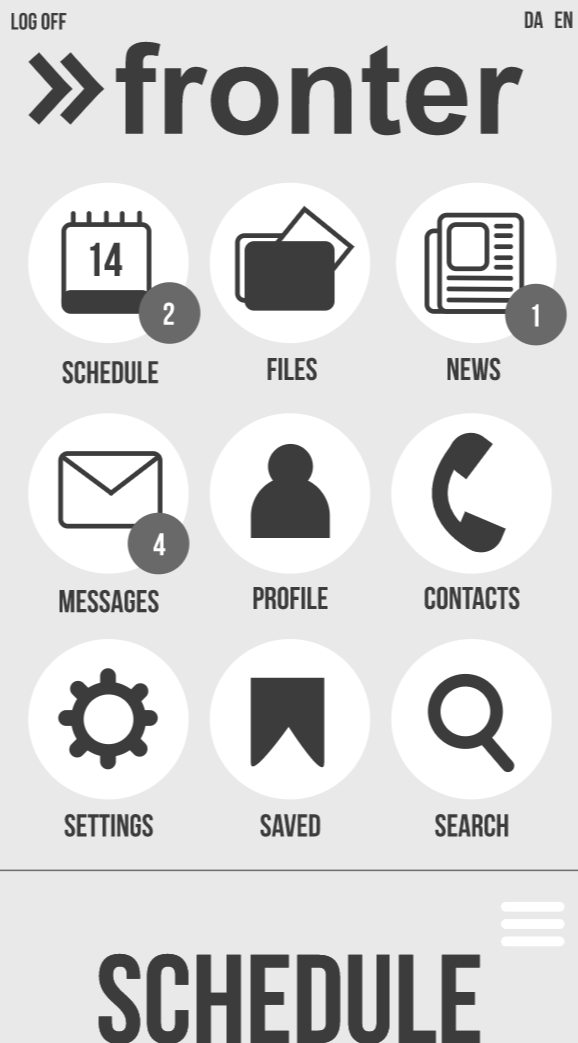 LOG OFF
DA EN
fronter
14
2
1
SCHEDULE
FILES
NEWS
4
MESSAGES
PROFILE
CONTACTS
SETTINGS
SAVED
SEARCH
SCHEDULE